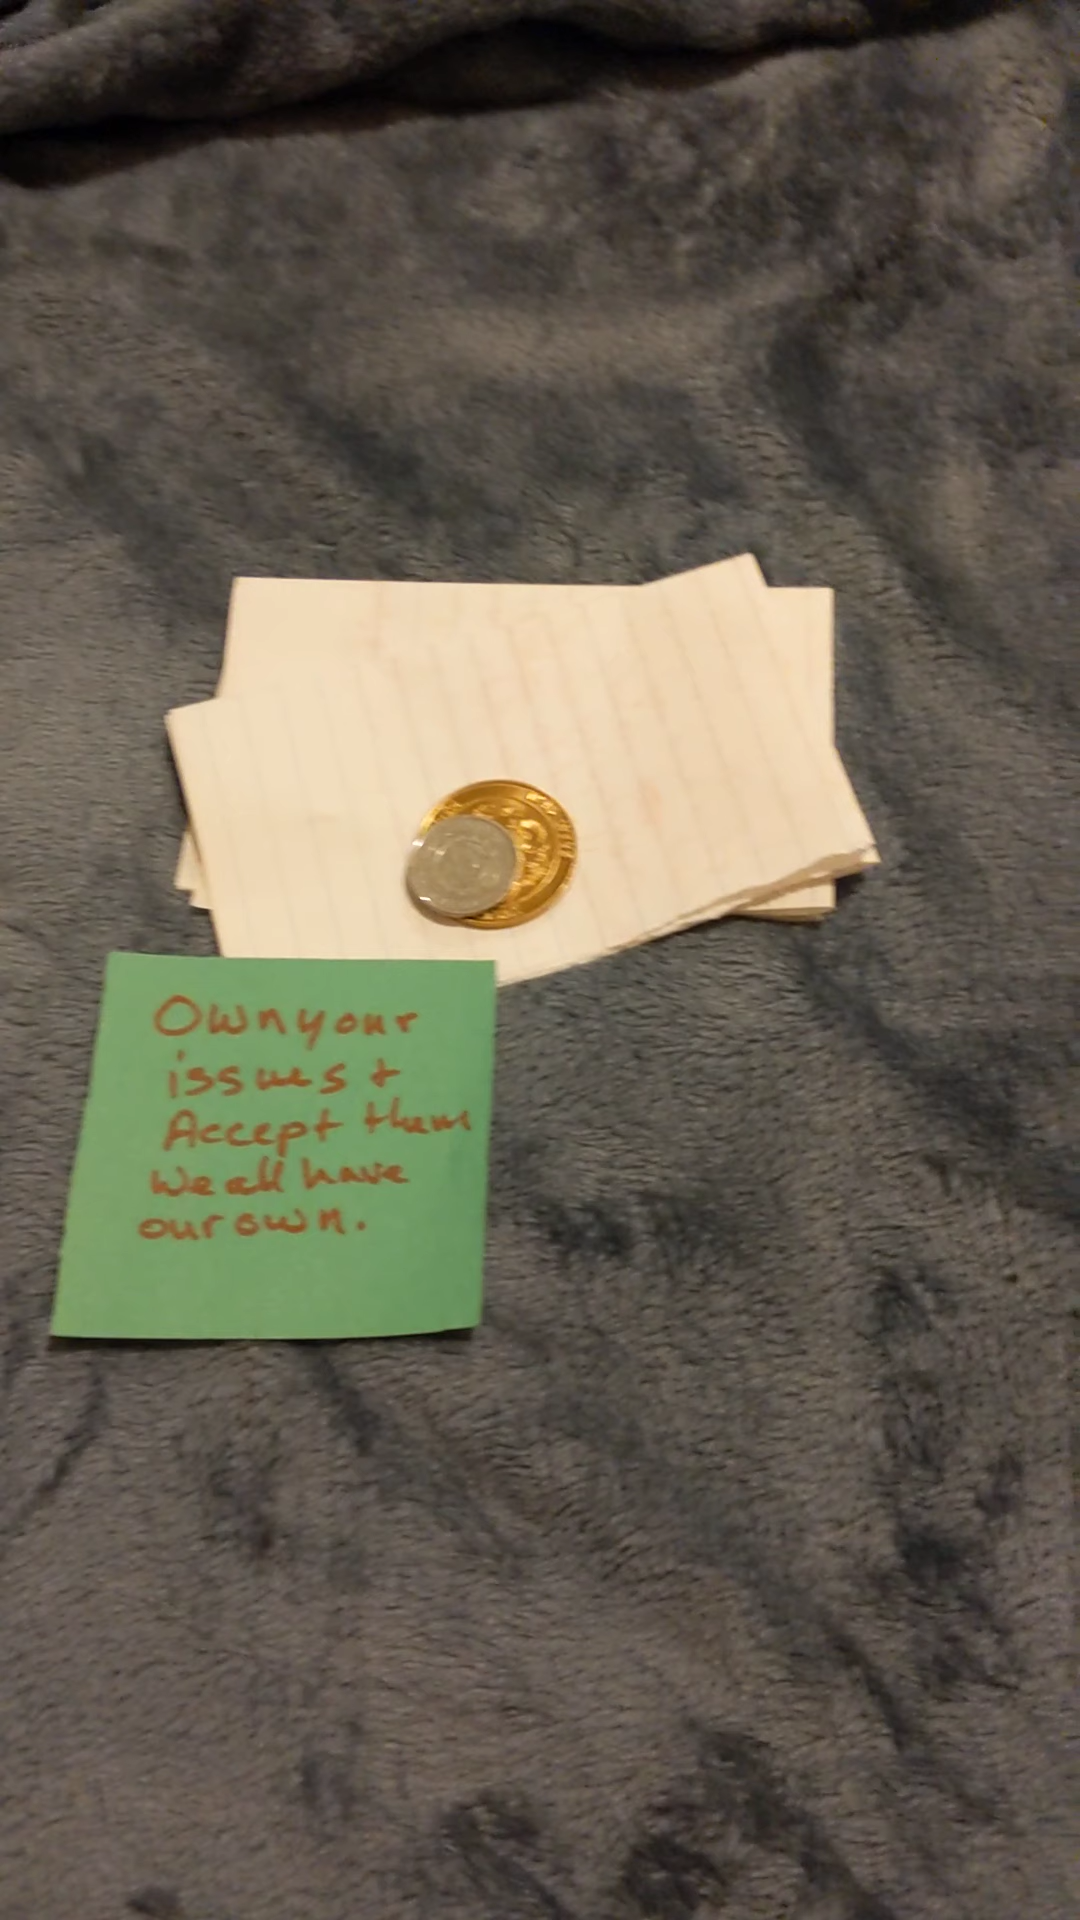 Own your
issues +
Accept them
We all have
our own.